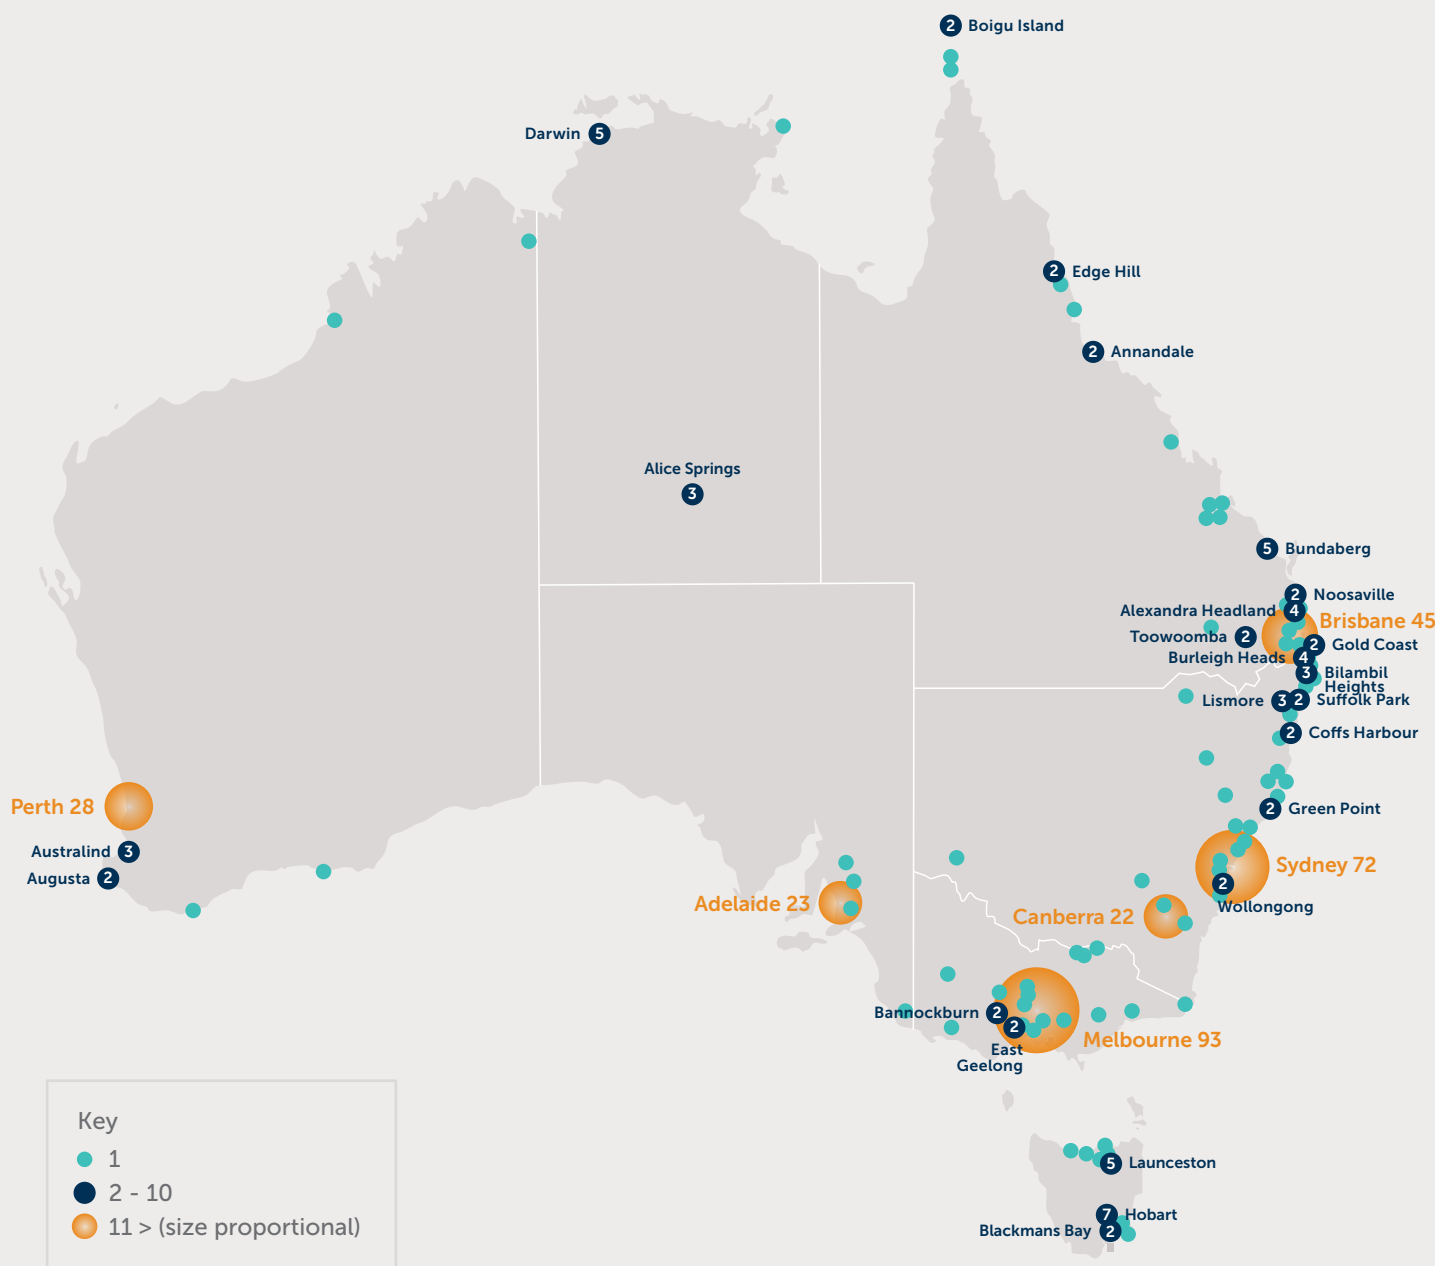 2 Boigu Island
Darwin 5
2 Edge Hill
2 Annandale
Alice Springs
3
5 Bundaberg
2 Noosaville
Alexandra Headland 4
Brisbane 45
Toowoomba 2
2 Gold Coast
Burleigh Heads 4
3 Bilambil
Heights
Lismore 3
2 Suffolk Park
2 Coffs Harbour
Perth 28
2 Green Point
Australind 3
Augusta 2
Sydney 72
2
Wollongong
Adelaide 23
Canberra 22
Bannockburn 2
2
East
Geelong
Melbourne 93
Key
1
2 - 10
11 > (size proportional)
5 Launceston
7 Hobart
Blackmans Bay 2